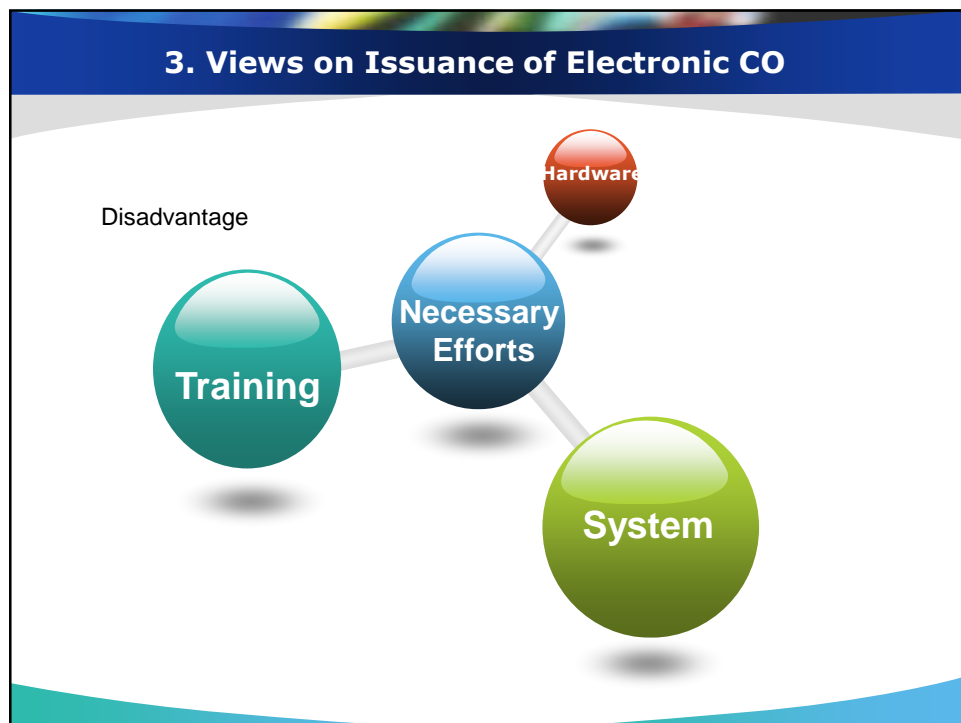 3. Views on Issuance of Electronic CO
Hardware
Disadvantage
Necessary
Efforts
Training
System